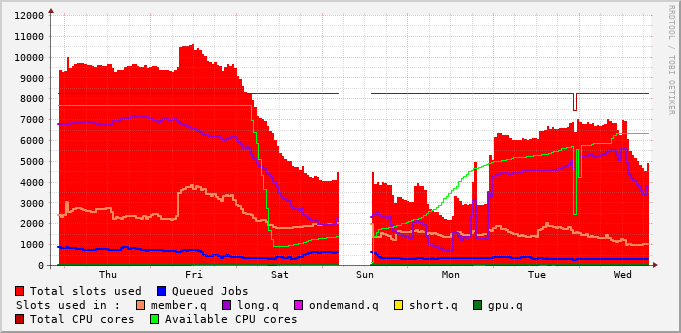 12000
11000
10000
9000
8000
7000
6000
5000
4000
3000
2000
1000
0
Thu Fri Sat Sun Mon Tue Wed
RRDTOOL / TOBI OETIKER
Total slots used Queued Jobs
Slots used in : member.q long.q ondemand.q short.q gpu.q
Total CPU cores Available CPU cores